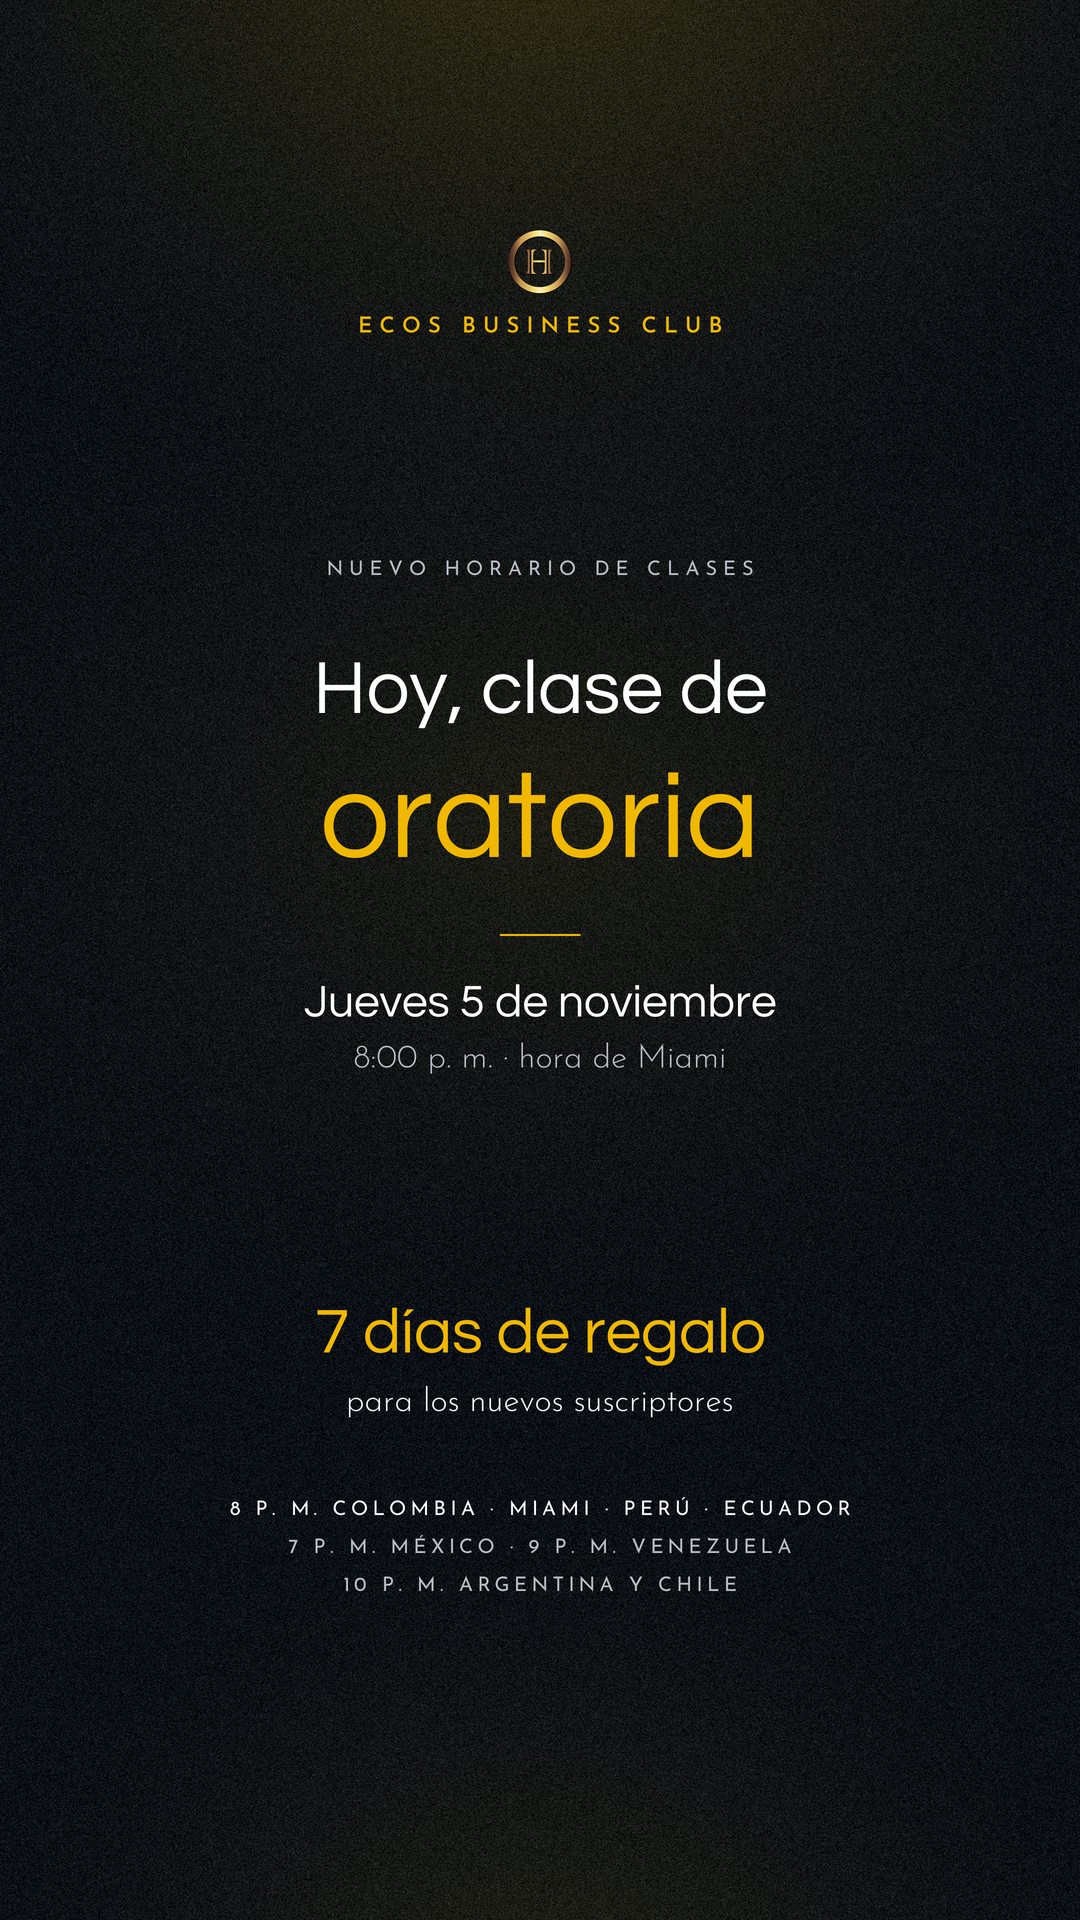 H
ECOS BUSINESS CLUB
NUEVO HORARIO DE CLASES
Hoy, clase de
oratoria
Jueves 5 de noviembre
8:00 p. m. · hora de Miami
7 días de regalo
para los nuevos suscriptores
8 P. M. COLOMBIA · MIAMI · PERÚ · ECUADOR
7 P. M. MÉXICO · 9 P. M. VENEZUELA
10 P. M. ARGENTINA Y CHILE